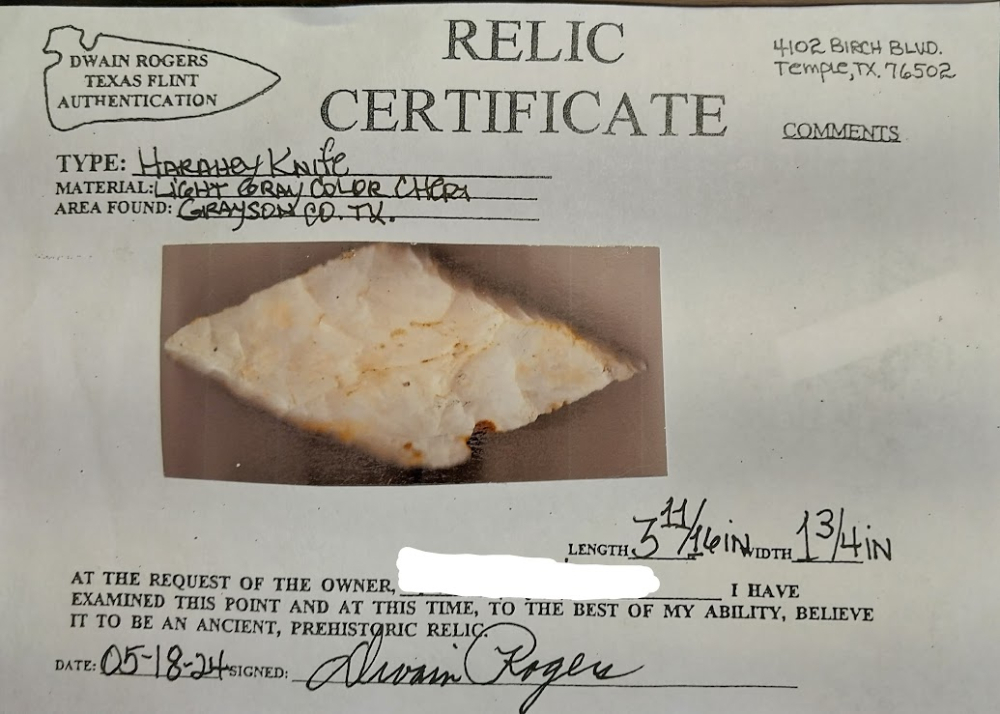 DWAIN ROGERS
TEXAS FLINT
AUTHENTICATION
RELIC
CERTIFICATE
4102 BIRCH BLVD.
Temple, TX. 76502
COMMENTS
TYPE: HARAHEY KNIFE
MATERIAL: LIGHT GRAY COLOR CHERT
AREA FOUND: GRAYSON CO. TX.
LENGTH 3 11/16 IN WIDTH 1 3/4 IN
AT THE REQUEST OF THE OWNER, I HAVE
EXAMINED THIS POINT AND AT THIS TIME, TO THE BEST OF MY ABILITY, BELIEVE
IT TO BE AN ANCIENT, PREHISTORIC RELIC.
DATE: 05-18-24 SIGNED: Dwain Rogers